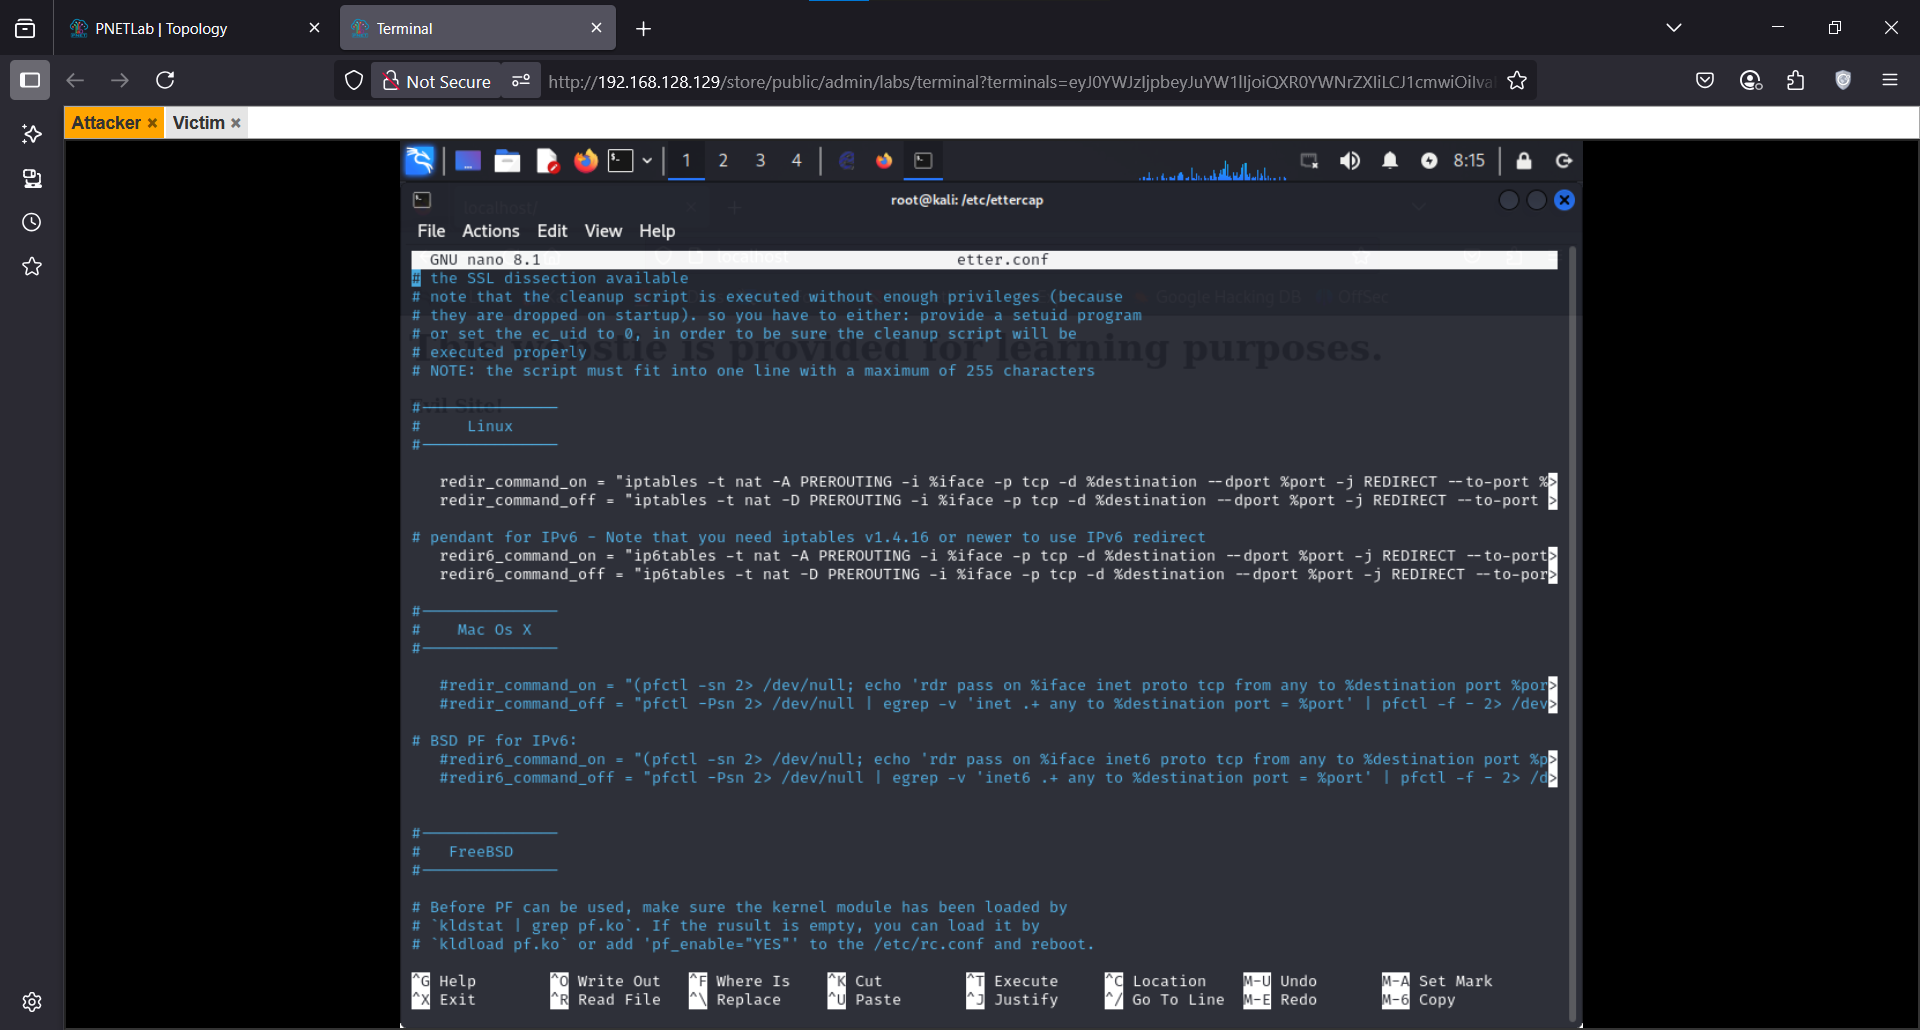 PNETLab | Topology
Terminal
Not Secure
http://192.168.128.129/store/public/admin/labs/terminal?terminals=eyJ0YWJzIjpbeyJuYW1lIjoiQXR0YWNrZXIiLCJ1cmwiOiIva
Attacker
Victim
1 2 3 4 8:15
root@kali: /etc/ettercap
localhost/
File Actions Edit View Help
GNU nano 8.1 etter.conf
localhost
# the SSL dissection available
# note that the cleanup script is executed without enough privileges (because
Google Hacking DB OffSec
# they are dropped on startup). so you have to either: provide a setuid program
# or set the ec_uid to 0, in order to be sure the cleanup script will be
is provided for learning purposes.
# executed properly
# NOTE: the script must fit into one line with a maximum of 255 characters
Evil Site!
#
# Linux
#
redir_command_on = "iptables -t nat -A PREROUTING -i %iface -p tcp -d %destination --dport %port -j REDIRECT --to-port %>
redir_command_off = "iptables -t nat -D PREROUTING -i %iface -p tcp -d %destination --dport %port -j REDIRECT --to-port >
# pendant for IPv6 - Note that you need iptables v1.4.16 or newer to use IPv6 redirect
redir6_command_on = "ip6tables -t nat -A PREROUTING -i %iface -p tcp -d %destination --dport %port -j REDIRECT --to-port>
redir6_command_off = "ip6tables -t nat -D PREROUTING -i %iface -p tcp -d %destination --dport %port -j REDIRECT --to-por>
#
# Mac Os X
#
#redir_command_on = "(pfctl -sn 2> /dev/null; echo 'rdr pass on %iface inet proto tcp from any to %destination port %por>
#redir_command_off = "pfctl -Psn 2> /dev/null | egrep -v 'inet .+ any to %destination port = %port' | pfctl -f - 2> /dev>
# BSD PF for IPv6:
#redir6_command_on = "(pfctl -sn 2> /dev/null; echo 'rdr pass on %iface inet6 proto tcp from any to %destination port %p>
#redir6_command_off = "pfctl -Psn 2> /dev/null | egrep -v 'inet6 .+ any to %destination port = %port' | pfctl -f - 2> /d>
#
# FreeBSD
#
# Before PF can be used, make sure the kernel module has been loaded by
# `kldstat | grep pf.ko`. If the rusult is empty, you can load it by
# `kldload pf.ko` or add 'pf_enable="YES"' to the /etc/rc.conf and reboot.
^G Help ^O Write Out ^F Where Is ^K Cut ^T Execute ^C Location M-U Undo M-A Set Mark
^X Exit ^R Read File ^\ Replace ^U Paste ^J Justify ^/ Go To Line M-E Redo M-6 Copy